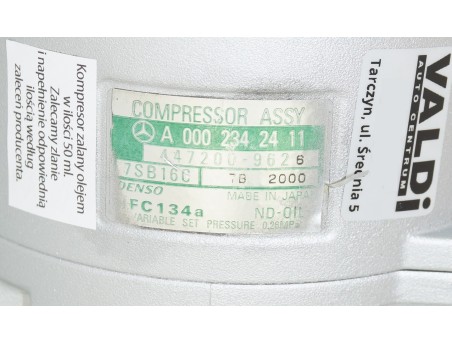 Kompresor zalany olejem
w ilości 50 ml.
Zalecamy zlanie
i napełnienie odpowiednią
ilością według
zaleceń producenta.
COMPRESSOR ASSY
A 000 234 24 11
447200-9626
7SB16C 7B 2000
DENSO MADE IN JAPAN
FC134a ND-OIL
VARIABLE SET PRESSURE
VALDi
AUTO CENTRUM
Tarczyn, ul. Średnia 5